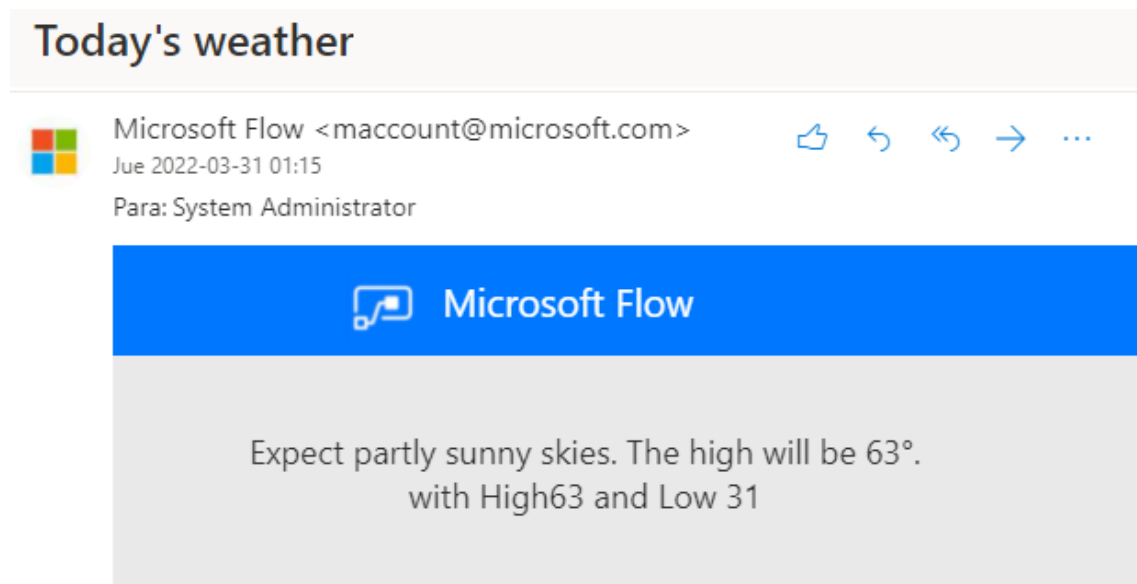 Today's weather
Microsoft Flow <maccount@microsoft.com>
Jue 2022-03-31 01:15
Para: System Administrator
Microsoft Flow
Expect partly sunny skies. The high will be 63°.
with High63 and Low 31